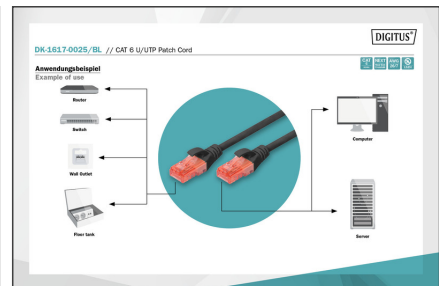 DIGITUS®
DK-1617-0025/BL // CAT 6 U/UTP Patch Cord
Anwendungsbeispiel
Example of use
Router
Switch
Wall Outlet
Floor tank
Computer
Server